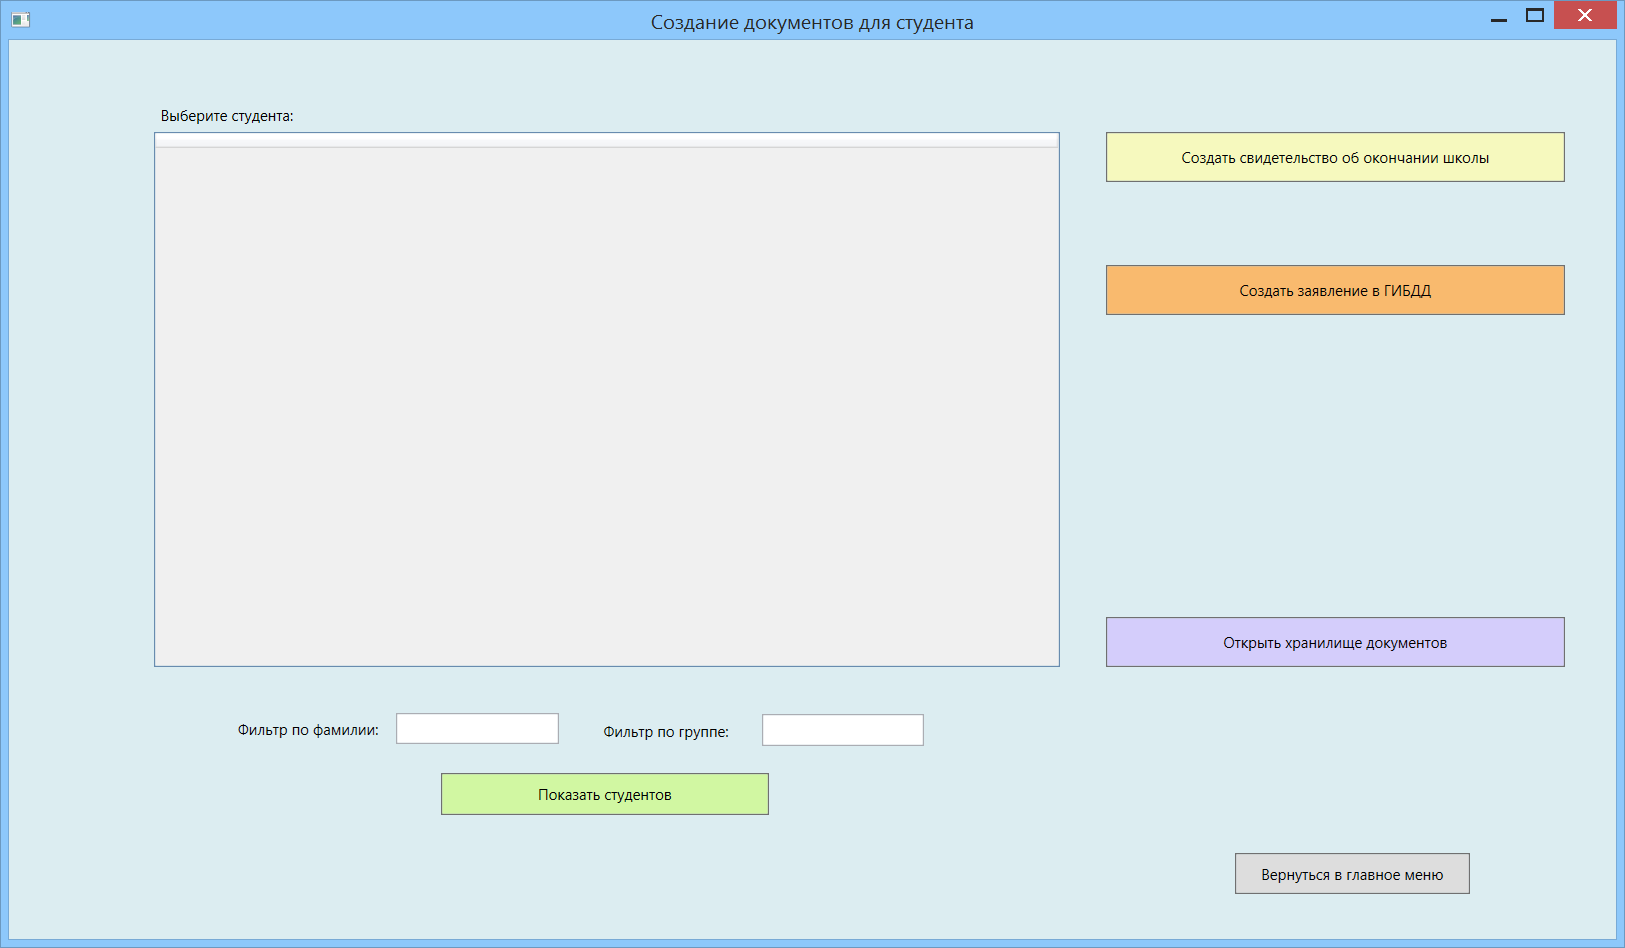 Создание документов для студента
Выберите студента:
Создать свидетельство об окончании школы
Создать заявление в ГИБДД
Открыть хранилище документов
Фильтр по фамилии:
Фильтр по группе:
Показать студентов
Вернуться в главное меню